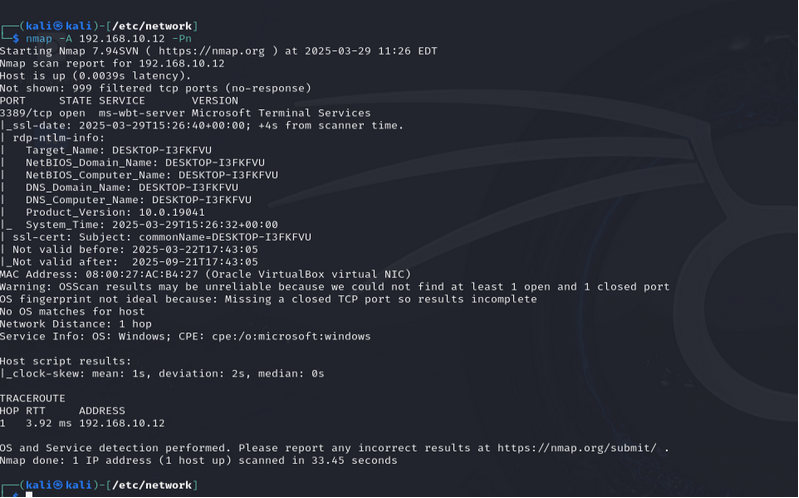 ┌──(kali㉿kali)-[/etc/network]
└─$ nmap -A 192.168.10.12 -Pn
Starting Nmap 7.94SVN ( https://nmap.org ) at 2025-03-29 11:26 EDT
Nmap scan report for 192.168.10.12
Host is up (0.0039s latency).
Not shown: 999 filtered tcp ports (no-response)
PORT     STATE SERVICE       VERSION
3389/tcp open  ms-wbt-server Microsoft Terminal Services
|_ssl-date: 2025-03-29T15:26:40+00:00; +4s from scanner time.
| rdp-ntlm-info:
|   Target_Name: DESKTOP-I3FKFVU
|   NetBIOS_Domain_Name: DESKTOP-I3FKFVU
|   NetBIOS_Computer_Name: DESKTOP-I3FKFVU
|   DNS_Domain_Name: DESKTOP-I3FKFVU
|   DNS_Computer_Name: DESKTOP-I3FKFVU
|   Product_Version: 10.0.19041
|_  System_Time: 2025-03-29T15:26:32+00:00
| ssl-cert: Subject: commonName=DESKTOP-I3FKFVU
| Not valid before: 2025-03-22T17:43:05
|_Not valid after:  2025-09-21T17:43:05
MAC Address: 08:00:27:AC:B4:27 (Oracle VirtualBox virtual NIC)
Warning: OSScan results may be unreliable because we could not find at least 1 open and 1 closed port
OS fingerprint not ideal because: Missing a closed TCP port so results incomplete
No OS matches for host
Network Distance: 1 hop
Service Info: OS: Windows; CPE: cpe:/o:microsoft:windows
Host script results:
|_clock-skew: mean: 1s, deviation: 2s, median: 0s
TRACEROUTE
HOP RTT     ADDRESS
1   3.92 ms 192.168.10.12
OS and Service detection performed. Please report any incorrect results at https://nmap.org/submit/ .
Nmap done: 1 IP address (1 host up) scanned in 33.45 seconds
┌──(kali㉿kali)-[/etc/network]
└─$